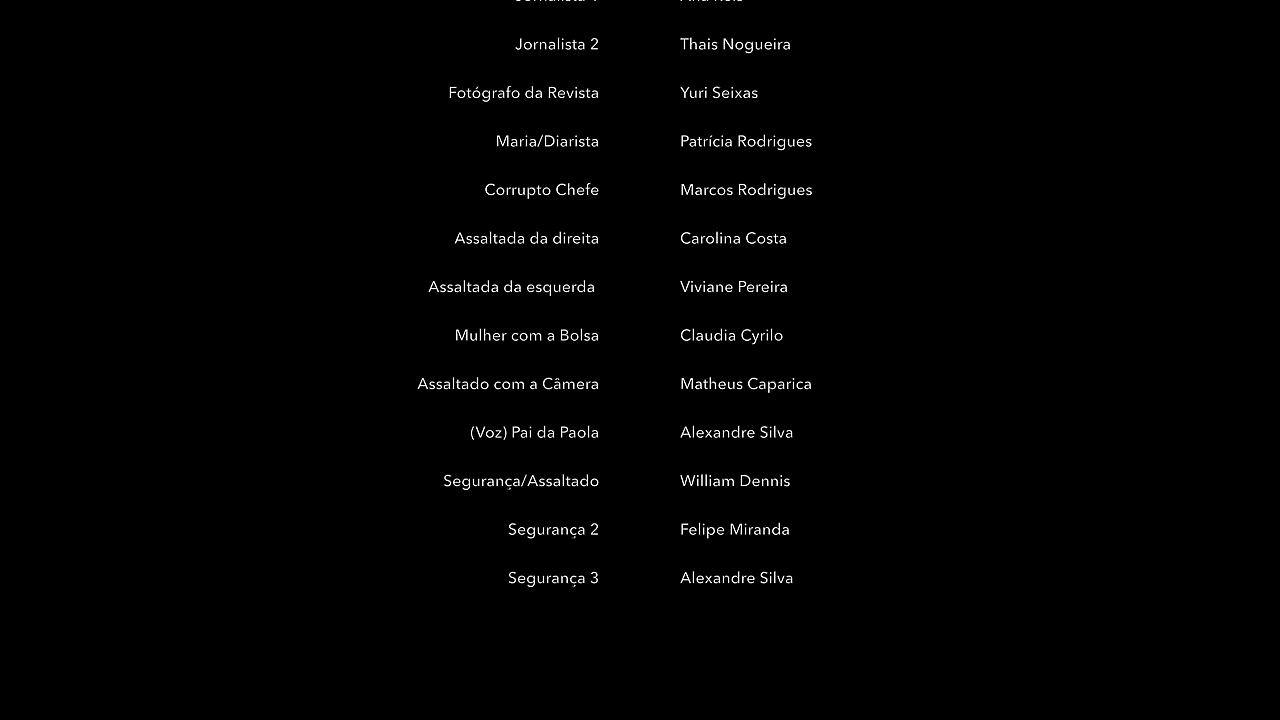 Jornalista 2 Thais Nogueira
Fotógrafo da Revista Yuri Seixas
Maria/Diarista Patrícia Rodrigues
Corrupto Chefe Marcos Rodrigues
Assaltada da direita Carolina Costa
Assaltada da esquerda Viviane Pereira
Mulher com a Bolsa Claudia Cyrilo
Assaltado com a Câmera Matheus Caparica
(Voz) Pai da Paola Alexandre Silva
Segurança/Assaltado William Dennis
Segurança 2 Felipe Miranda
Segurança 3 Alexandre Silva